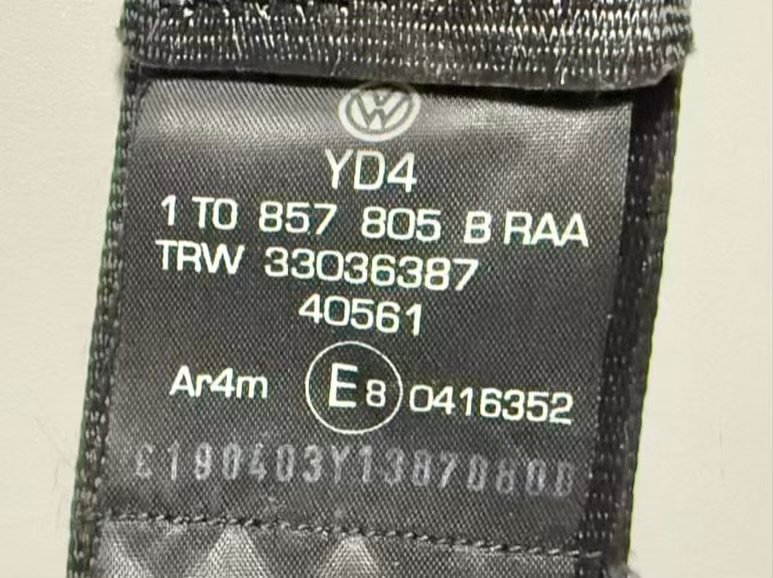 YD4
1T0 857 805 B RAA
TRW 33036387
40561
Ar4m E8 0416352